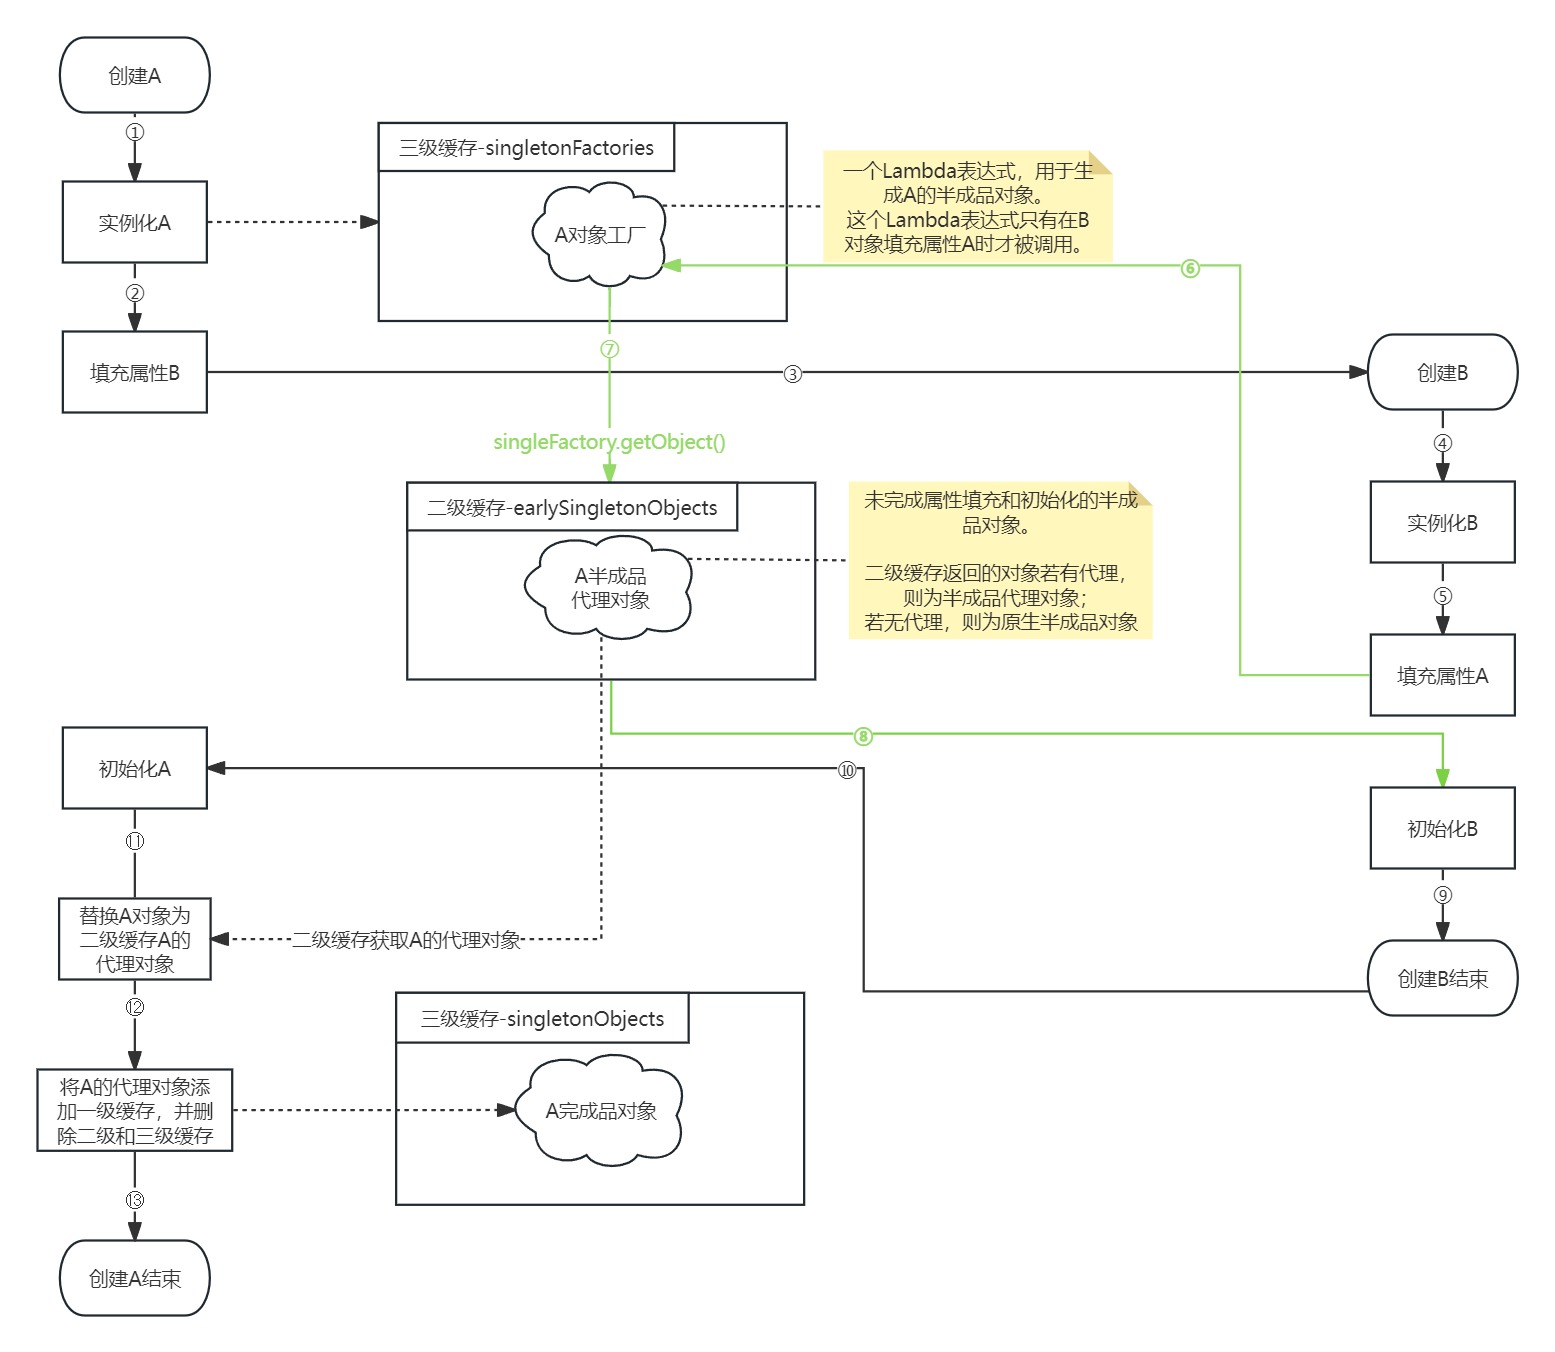 创建A
①
三级缓存-singletonFactories
一个Lambda表达式，用于生
成A的半成品对象。
这个Lambda表达式只有在B
对象填充属性A时才被调用。
实例化A
A对象工厂
⑥
②
⑦
填充属性B
③
创建B
singleFactory.getObject()
④
二级缓存-earlySingletonObjects
未完成属性填充和初始化的半成
品对象。
二级缓存返回的对象若有代理，
则为半成品代理对象；
若无代理，则为原生半成品对象
实例化B
A半成品
代理对象
⑤
填充属性A
⑧
初始化A
⑩
初始化B
⑪
⑨
替换A对象为
二级缓存A的
代理对象
二级缓存获取A的代理对象
创建B结束
⑫
三级缓存-singletonObjects
将A的代理对象添
加一级缓存，并删
除二级和三级缓存
A完成品对象
⑬
创建A结束